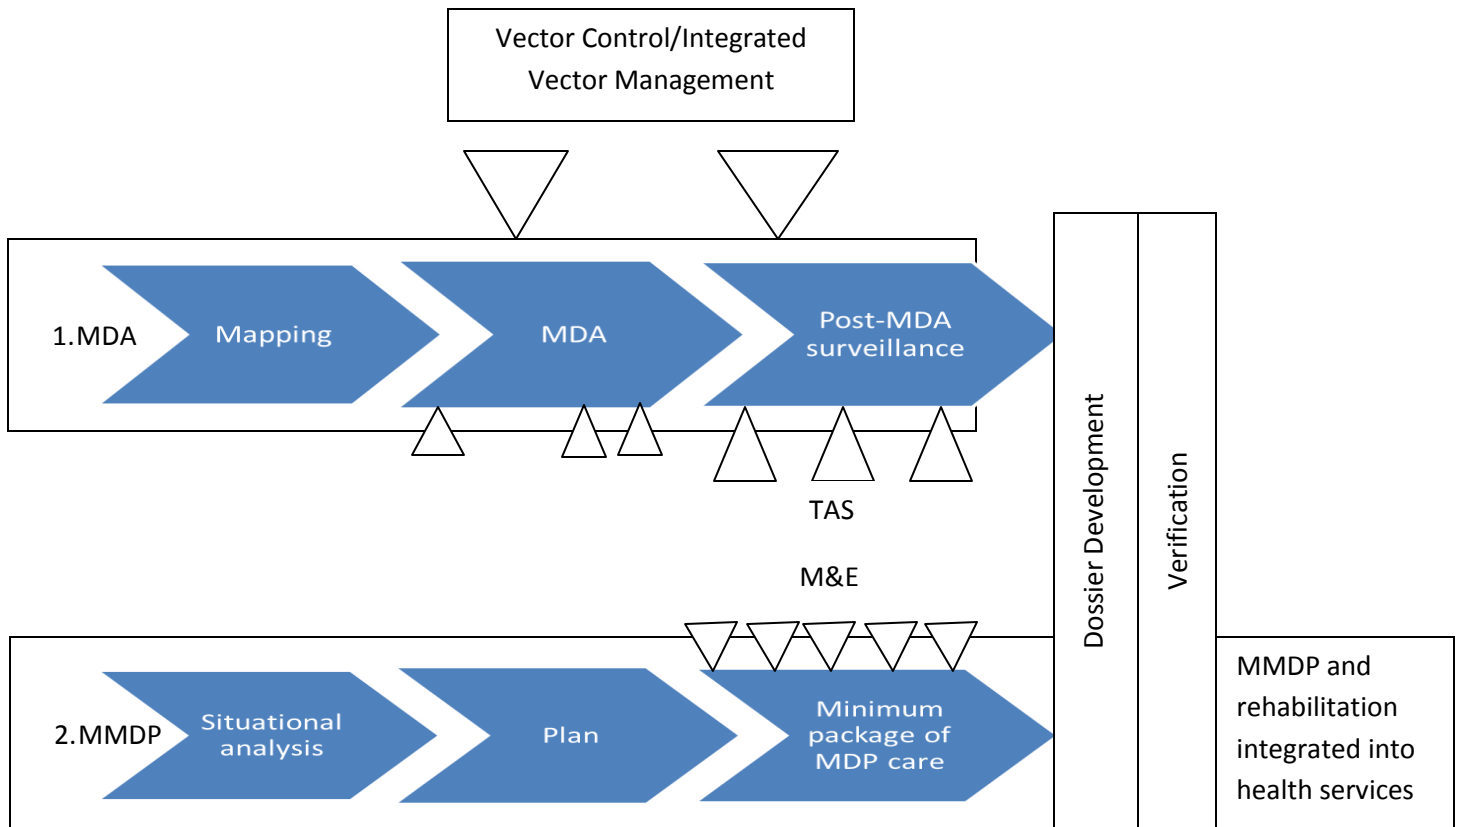 Vector Control/Integrated
Vector Management
1.MDA
Mapping
MDA
Post-MDA
surveillance
TAS
M&E
Dossier Development
Verification
2.MMDP
Situational
analysis
Plan
Minimum
package of
MDP care
MMDP and
rehabilitation
integrated into
health services